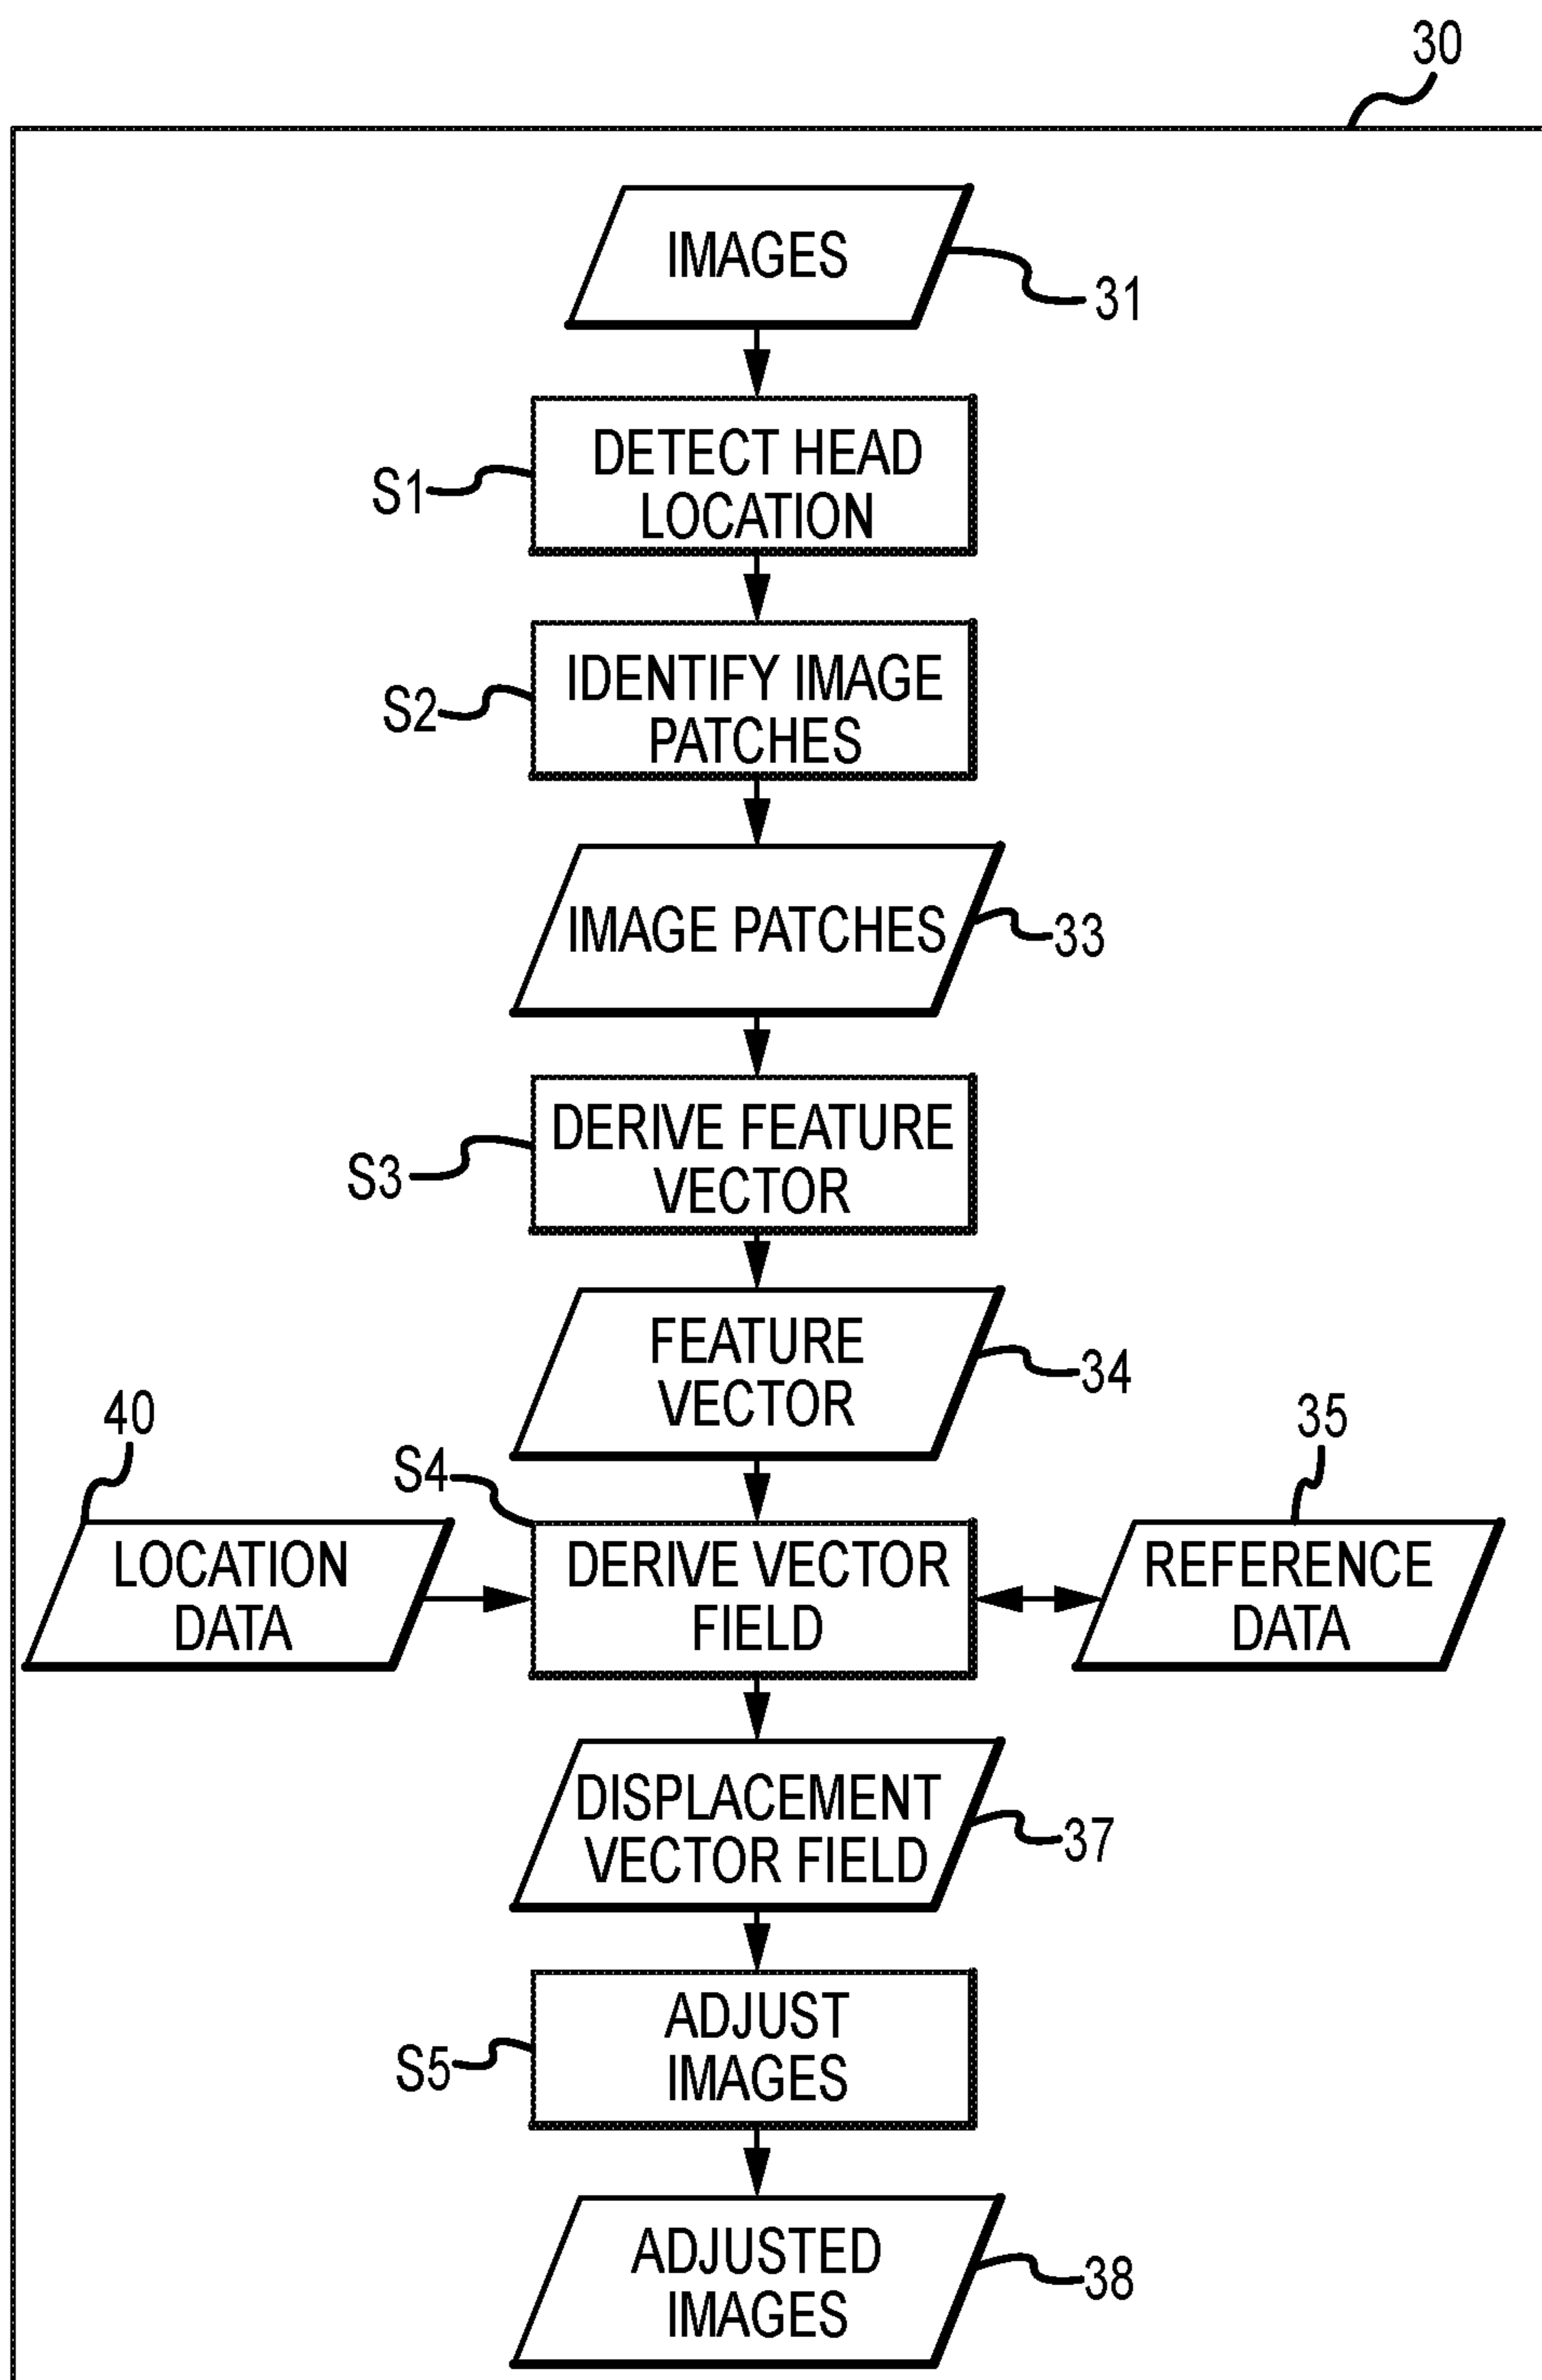 30
IMAGES
31
DETECT HEAD
LOCATION
S1
IDENTIFY IMAGE
PATCHES
S2
IMAGE PATCHES
33
DERIVE FEATURE
VECTOR
S3
FEATURE
VECTOR
34
40
LOCATION
DATA
S4
DERIVE VECTOR
FIELD
35
REFERENCE
DATA
DISPLACEMENT
VECTOR FIELD
37
ADJUST
IMAGES
S5
ADJUSTED
IMAGES
38